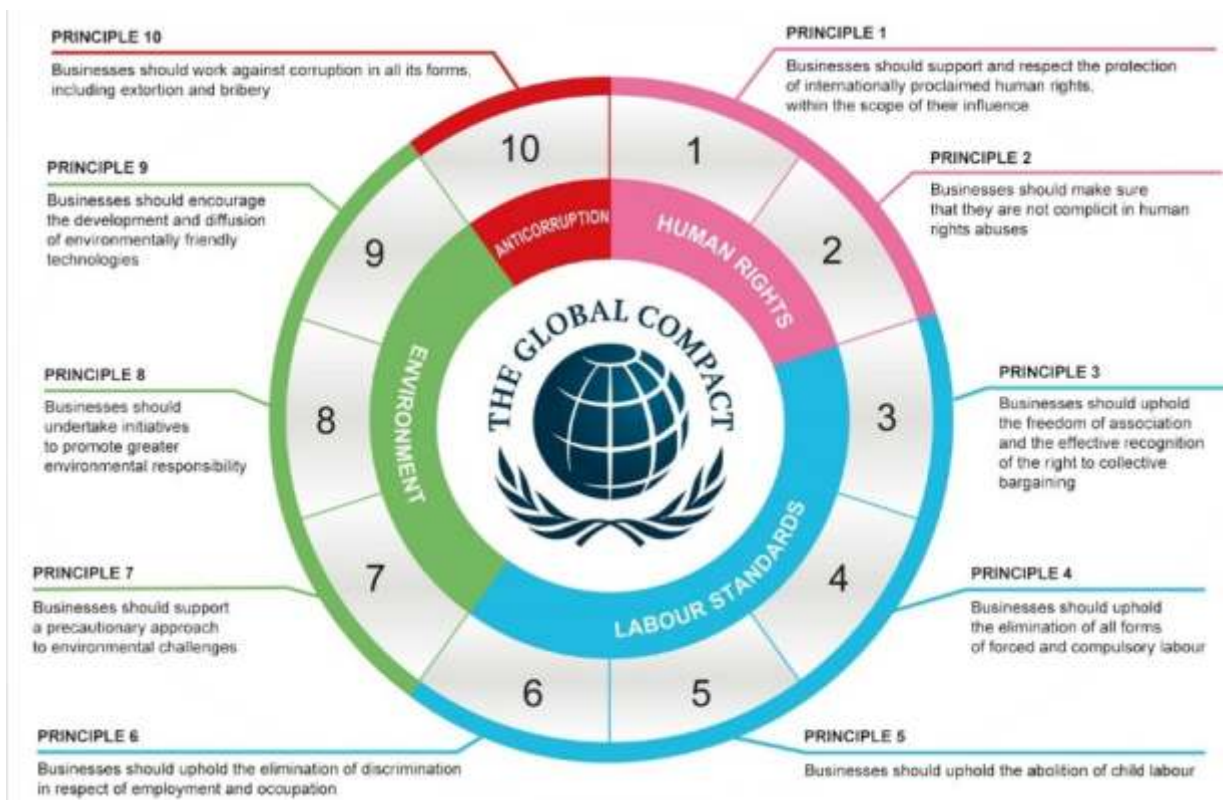 PRINCIPLE 1
Businesses should support and respect the protection
of internationally proclaimed human rights,
within the scope of their influence
PRINCIPLE 2
Businesses should make sure
that they are not complicit in human
rights abuses
PRINCIPLE 3
Businesses should uphold
the freedom of association
and the effective recognition
of the right to collective
bargaining
PRINCIPLE 4
Businesses should uphold
the elimination of all forms
of forced and compulsory labour
PRINCIPLE 5
Businesses should uphold the abolition of child labour
PRINCIPLE 6
Businesses should uphold the elimination of discrimination
in respect of employment and occupation
PRINCIPLE 7
Businesses should support
a precautionary approach
to environmental challenges
PRINCIPLE 8
Businesses should
undertake initiatives
to promote greater
environmental responsibility
PRINCIPLE 9
Businesses should encourage
the development and diffusion
of environmentally friendly
technologies
PRINCIPLE 10
Businesses should work against corruption in all its forms,
including extortion and bribery
1
2
3
4
5
6
7
8
9
10
HUMAN RIGHTS
LABOUR STANDARDS
ENVIRONMENT
ANTICORRUPTION
THE GLOBAL COMPACT